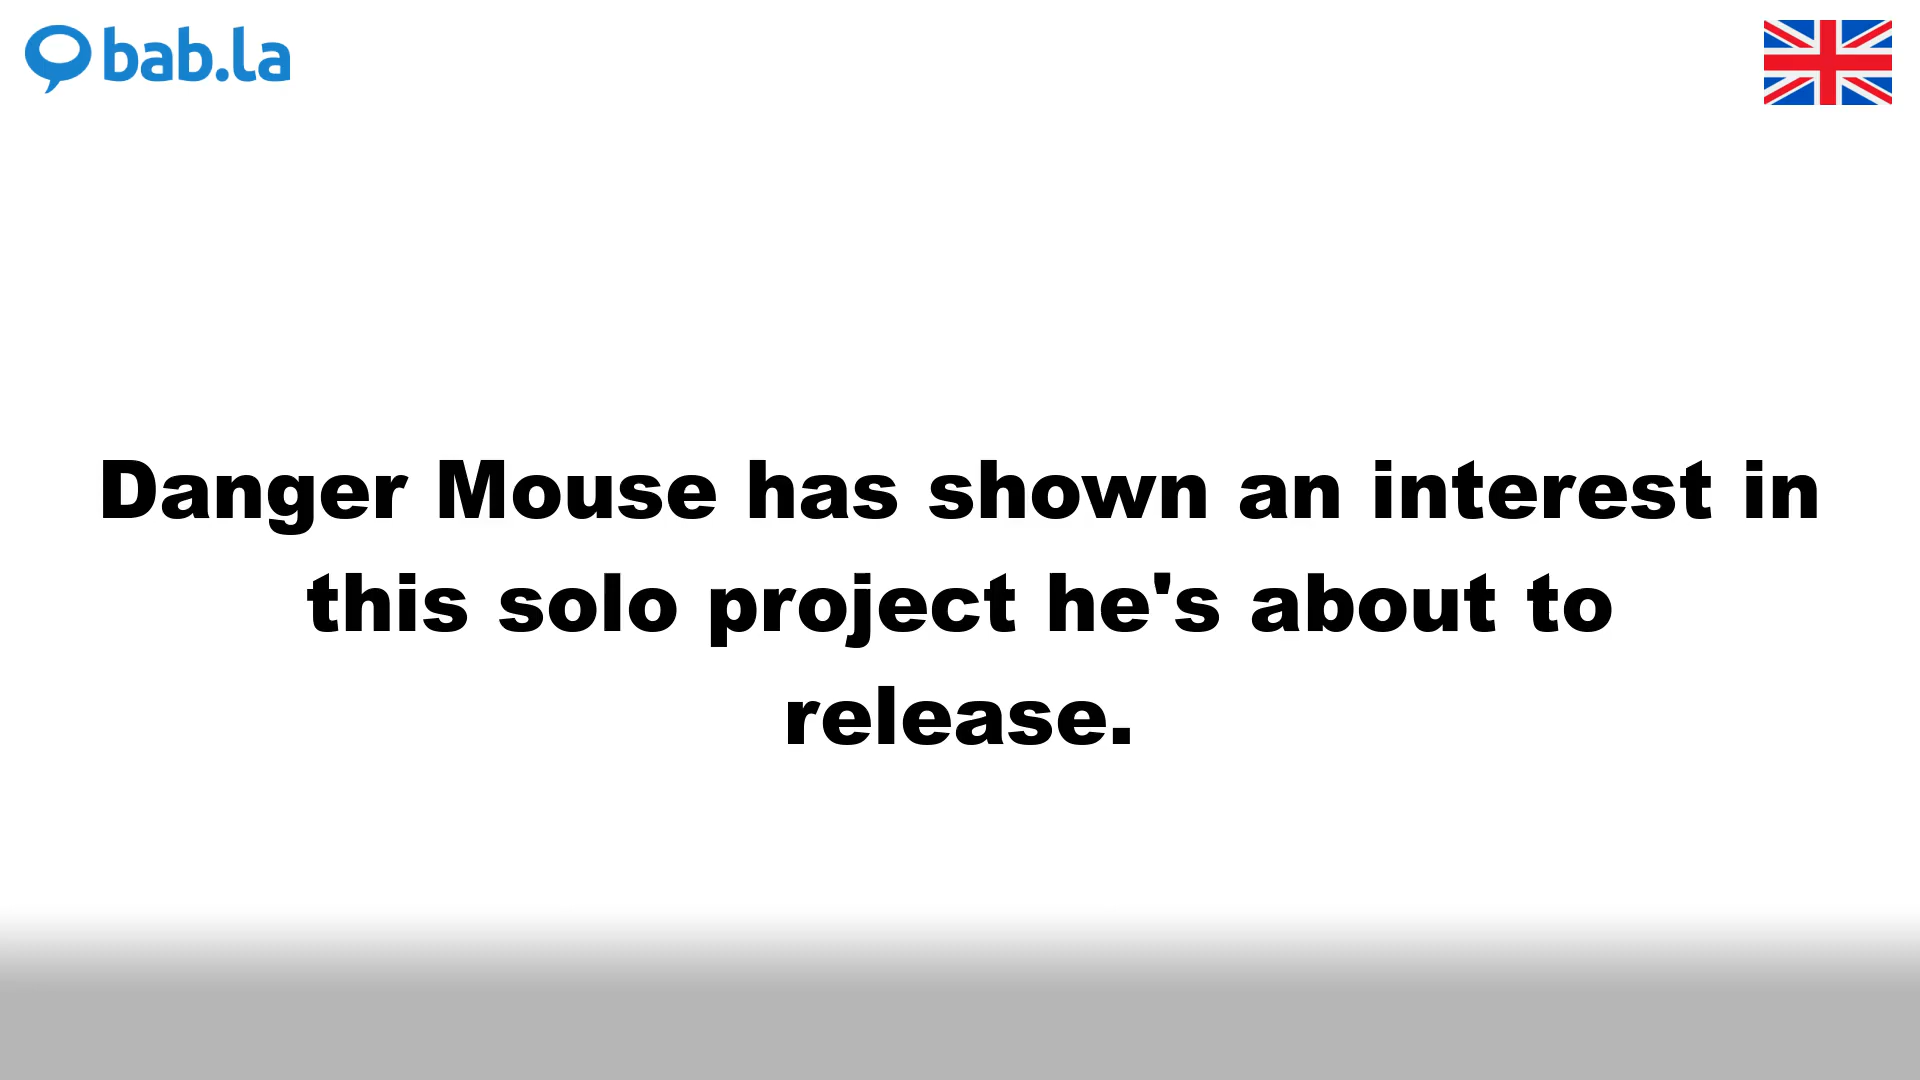 bab.la
Danger Mouse has shown an interest in
this solo project he's about to
release.